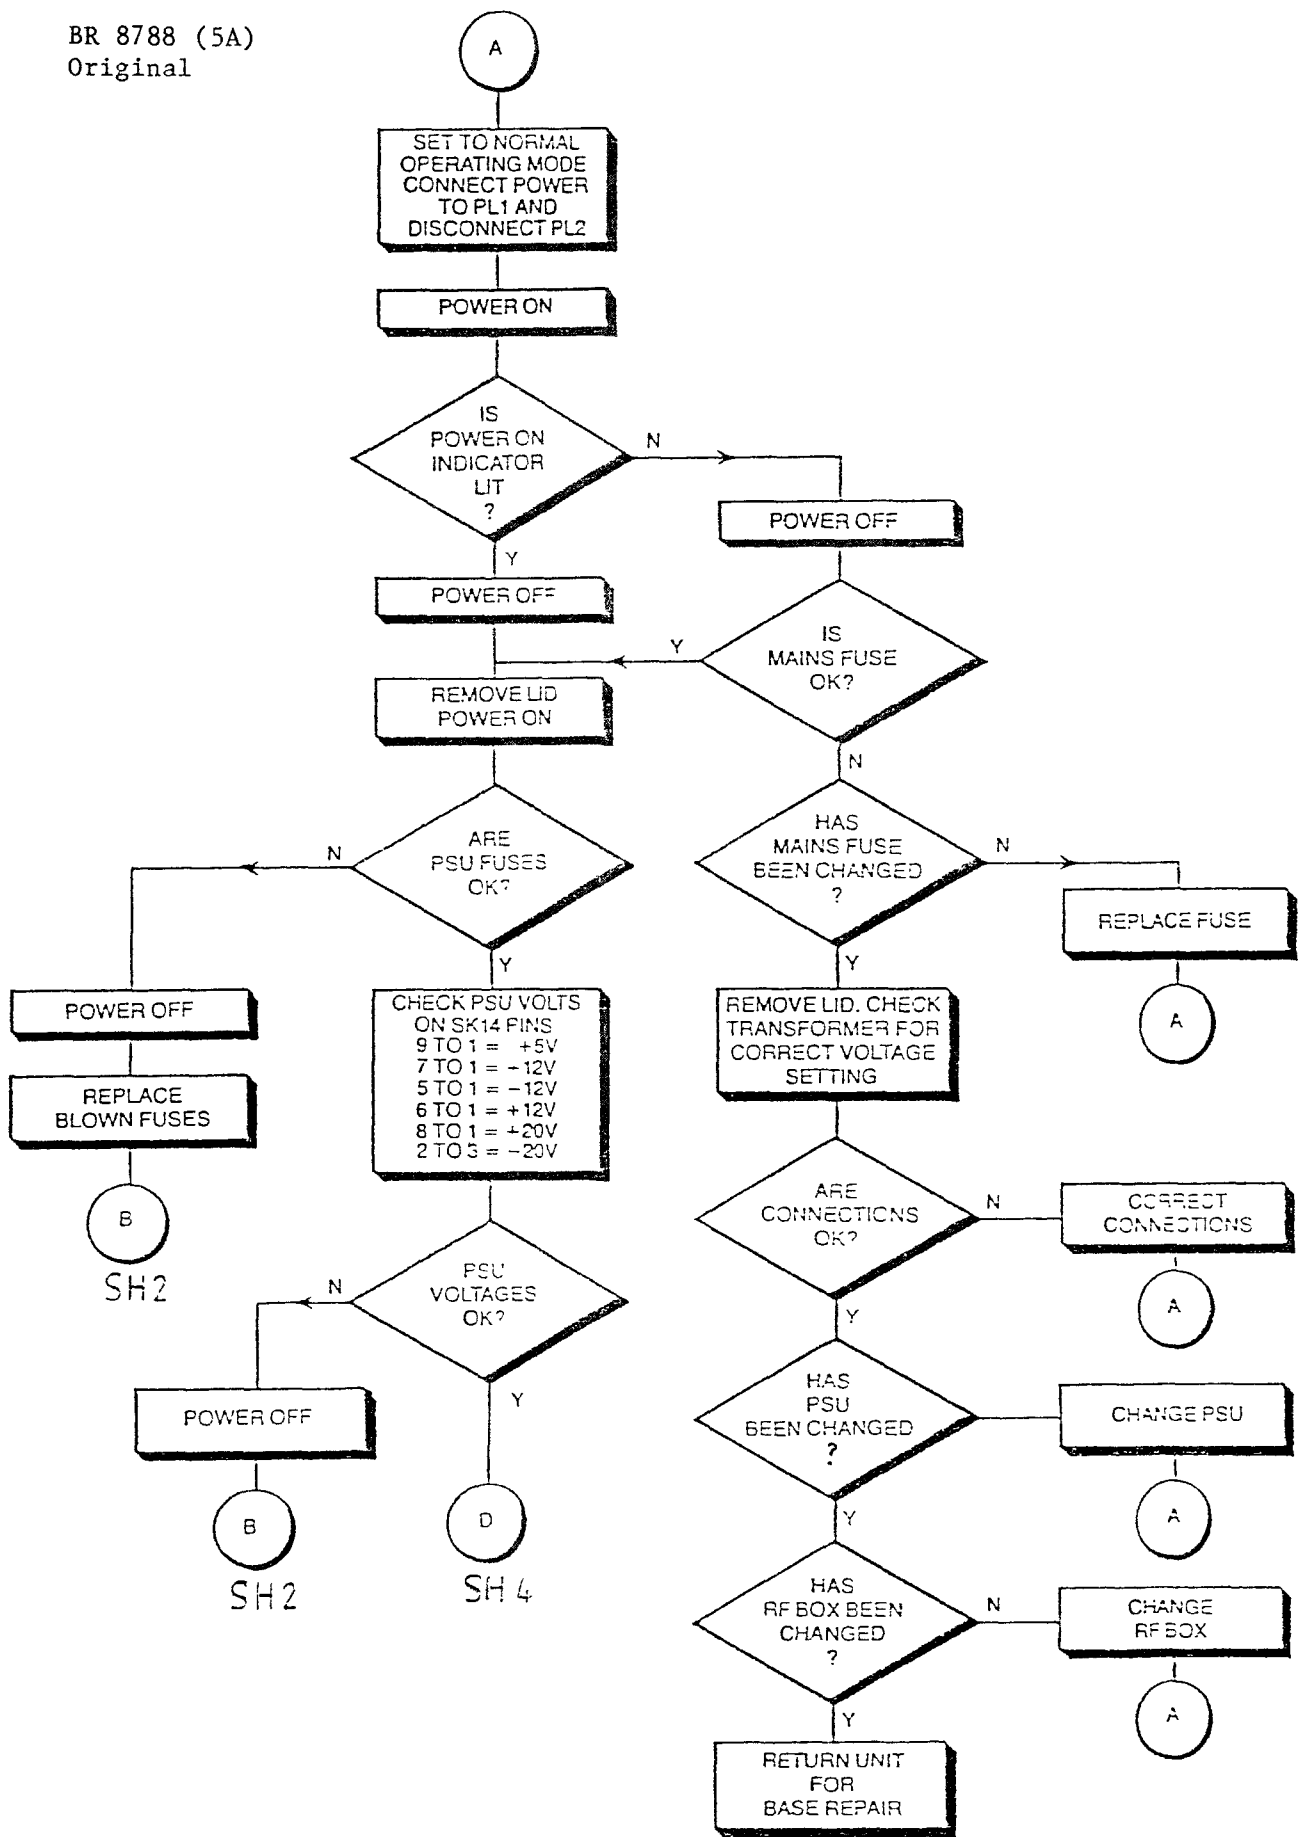 BR 8788 (5A)
Original
A
SET TO NORMAL
OPERATING MODE
CONNECT POWER
TO PL1 AND
DISCONNECT PL2
POWER ON
IS
POWER ON
INDICATOR
LIT
?
N
Y
POWER OFF
POWER OFF
IS
MAINS FUSE
OK?
Y
N
REMOVE LID
POWER ON
ARE
PSU FUSES
OK?
N
Y
HAS
MAINS FUSE
BEEN CHANGED
?
N
Y
REPLACE FUSE
A
POWER OFF
REPLACE
BLOWN FUSES
B
SH2
CHECK PSU VOLTS
ON SK14 PINS
9 TO 1 = +5V
7 TO 1 = -12V
5 TO 1 = -12V
6 TO 1 = +12V
8 TO 1 = +20V
2 TO 3 = -20V
REMOVE LID. CHECK
TRANSFORMER FOR
CORRECT VOLTAGE
SETTING
ARE
CONNECTIONS
OK?
N
Y
CORRECT
CONNECTIONS
A
PSU
VOLTAGES
OK?
N
Y
POWER OFF
B
SH2
D
SH 4
HAS
PSU
BEEN CHANGED
?
Y
CHANGE PSU
A
HAS
RF BOX BEEN
CHANGED
?
N
Y
CHANGE
RF BOX
A
RETURN UNIT
FOR
BASE REPAIR